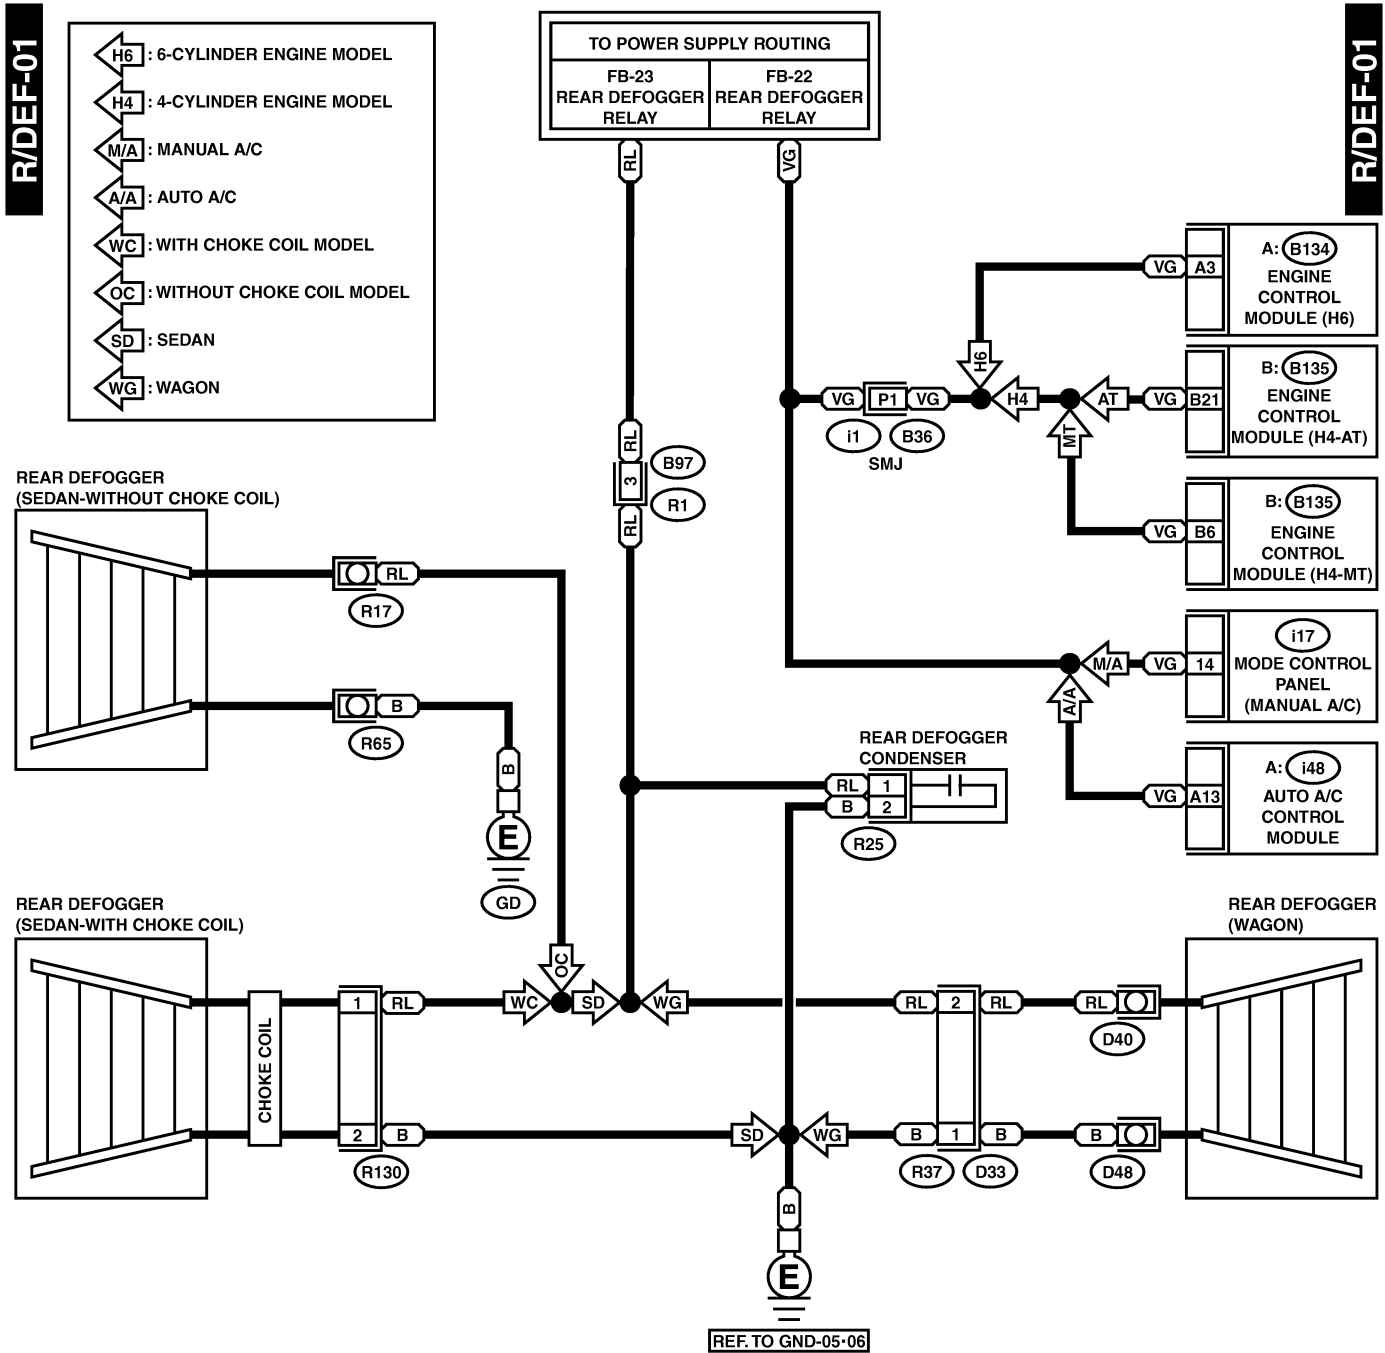 R/DEF-01
R/DEF-01
H6 : 6-CYLINDER ENGINE MODEL
H4 : 4-CYLINDER ENGINE MODEL
M/A : MANUAL A/C
A/A : AUTO A/C
WC : WITH CHOKE COIL MODEL
OC : WITHOUT CHOKE COIL MODEL
SD : SEDAN
WG : WAGON
TO POWER SUPPLY ROUTING
FB-23
REAR DEFOGGER
RELAY
FB-22
REAR DEFOGGER
RELAY
RL
VG
VG A3
A: B134
ENGINE
CONTROL
MODULE (H6)
H6
VG P1 VG
H4
AT
VG B21
i1 B36
SMJ
B: B135
ENGINE
CONTROL
MODULE (H4-AT)
MT
VG B6
B: B135
ENGINE
CONTROL
MODULE (H4-MT)
RL
3
RL
B97
R1
M/A
VG 14
i17
MODE CONTROL
PANEL
(MANUAL A/C)
A/A
VG A13
A: i48
AUTO A/C
CONTROL
MODULE
REAR DEFOGGER
(SEDAN-WITHOUT CHOKE COIL)
RL
R17
B
R65
B
E
GD
REAR DEFOGGER
CONDENSER
RL 1
B 2
R25
REAR DEFOGGER
(SEDAN-WITH CHOKE COIL)
CHOKE COIL
1 RL
2 B
R130
OC
WC
SD
WG
RL 2 RL
RL
D40
REAR DEFOGGER
(WAGON)
SD
WG
B 1 B
B
R37 D33
D48
B
E
REF. TO GND-05·06